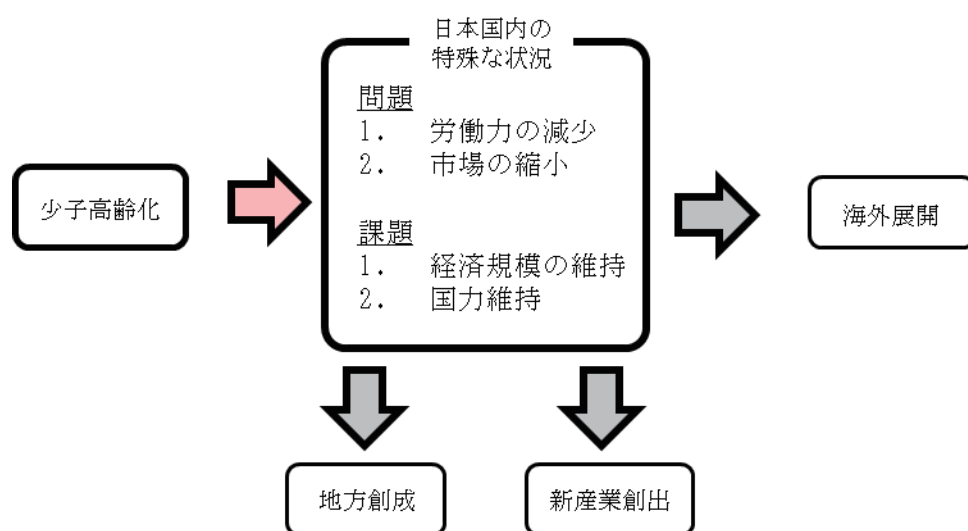 日本国内の
特殊な状況
問題
1. 労働力の減少
2. 市場の縮小
課題
1. 経済規模の維持
2. 国力維持
少子高齢化
海外展開
地方創成
新産業創出